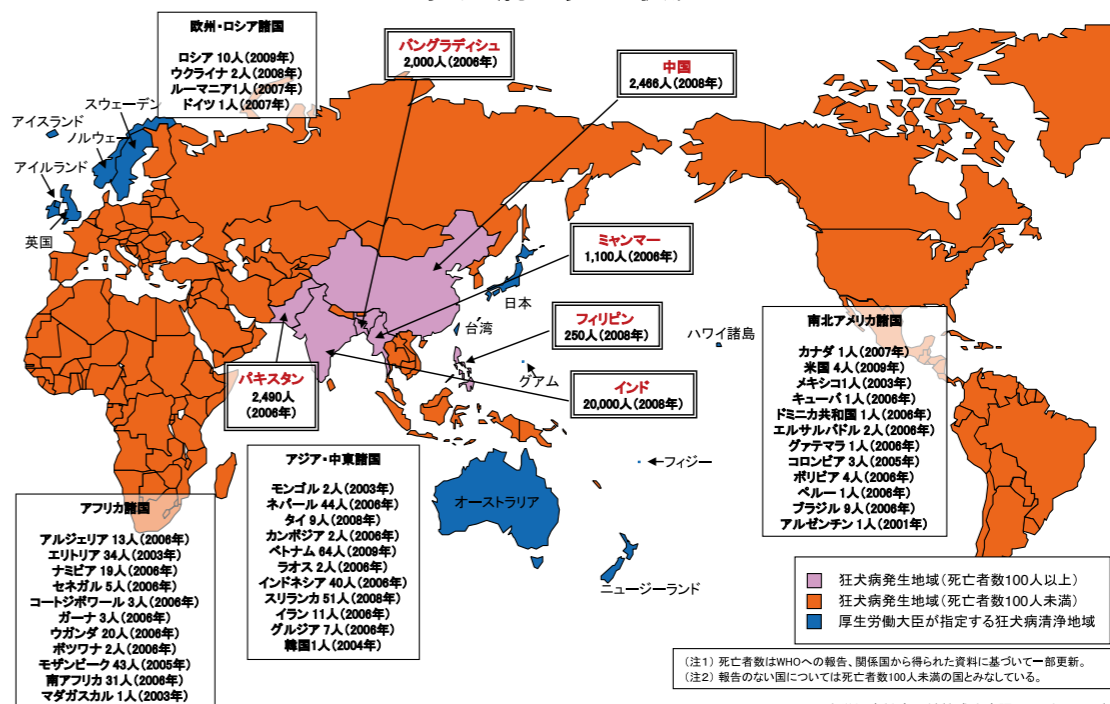 欧州・ロシア諸国
ロシア 10人(2009年)
ウクライナ 2人(2008年)
ルーマニア1人(2007年)
ドイツ 1人(2007年)
バングラディシュ
2,000人(2006年)
中国
2,466人(2008年)
スウェーデン
アイスランド
ノルウェー
アイルランド
英国
ミャンマー
1,100人(2006年)
日本
台湾
フィリピン
250人(2008年)
ハワイ諸島
グアム
パキスタン
2,490人
(2006年)
インド
20,000人(2008年)
フィジー
オーストラリア
ニュージーランド
南北アメリカ諸国
カナダ 1人(2007年)
米国 4人(2009年)
メキシコ1人(2003年)
キューバ 1人(2006年)
ドミニカ共和国 1人(2006年)
エルサルバドル 2人(2006年)
グァテマラ 1人(2006年)
コロンビア 3人(2005年)
ボリビア 4人(2006年)
ペルー 1人(2006年)
ブラジル 9人(2006年)
アルゼンチン 1人(2001年)
アジア・中東諸国
モンゴル 2人(2003年)
ネパール 44人(2006年)
タイ 9人(2008年)
カンボジア 2人(2006年)
ベトナム 64人(2009年)
ラオス 2人(2006年)
インドネシア 40人(2006年)
スリランカ 51人(2008年)
イラン 11人(2006年)
グルジア 7人(2006年)
韓国1人(2004年)
アフリカ諸国
アルジェリア 13人(2006年)
エリトリア 34人(2003年)
ナミビア 19人(2006年)
セネガル 5人(2006年)
コートジボワール 3人(2006年)
ガーナ 3人(2006年)
ウガンダ 20人(2006年)
ボツワナ 2人(2006年)
モザンビーク 43人(2005年)
南アフリカ 31人(2006年)
マダガスカル 1人(2003年)
狂犬病発生地域(死亡者数100人以上)
狂犬病発生地域(死亡者数100人未満)
厚生労働大臣が指定する狂犬病清浄地域
(注1) 死亡者数はWHOへの報告、関係国から得られた資料に基づいて一部更新。
(注2) 報告のない国については死亡者数100人未満の国とみなしている。